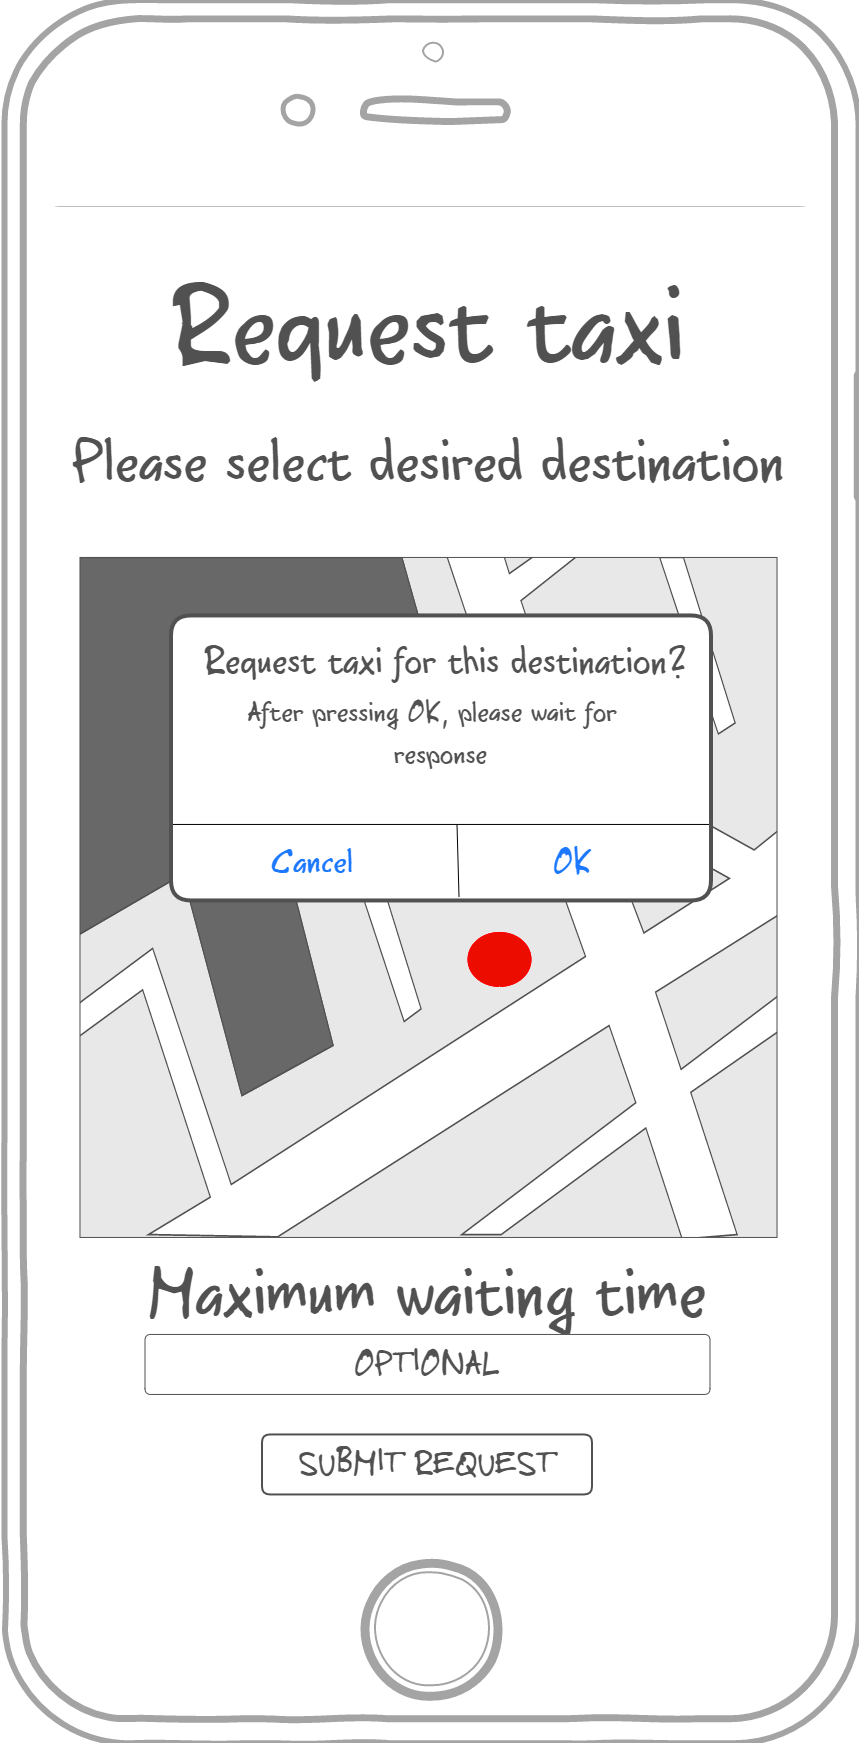 Request taxi
Please select desired destination
Request taxi for this destination?
After pressing OK, please wait for
response
Cancel
OK
Maximum waiting time
OPTIONAL
SUBMIT REQUEST